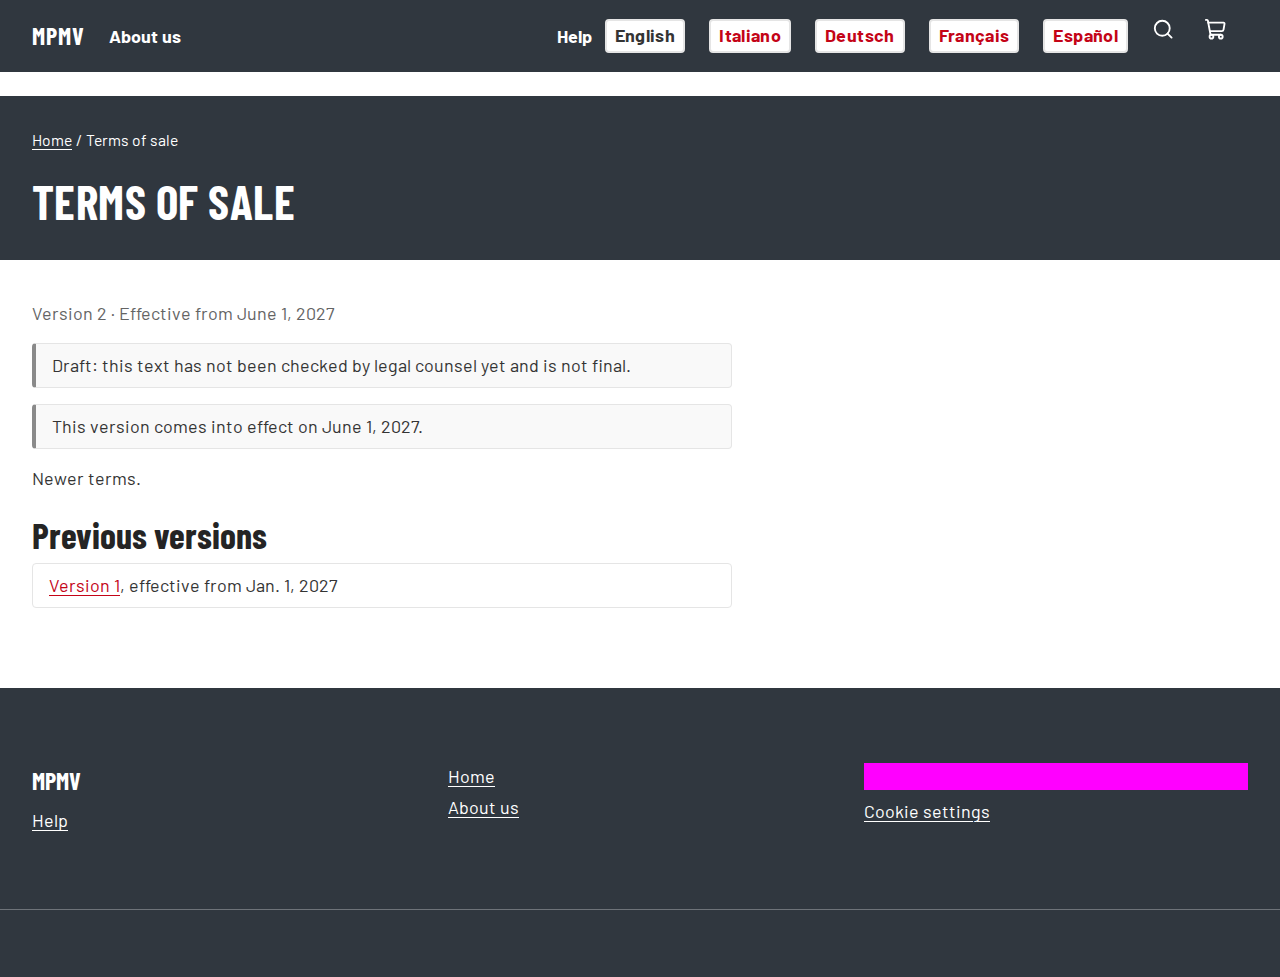 MPMV About us Help English Italiano Deutsch Français Español
Home / Terms of sale
TERMS OF SALE
Version 2 · Effective from June 1, 2027
Draft: this text has not been checked by legal counsel yet and is not final.
This version comes into effect on June 1, 2027.
Newer terms.
Previous versions
Version 1, effective from Jan. 1, 2027
MPMV
Help
Home
About us
Cookie settings